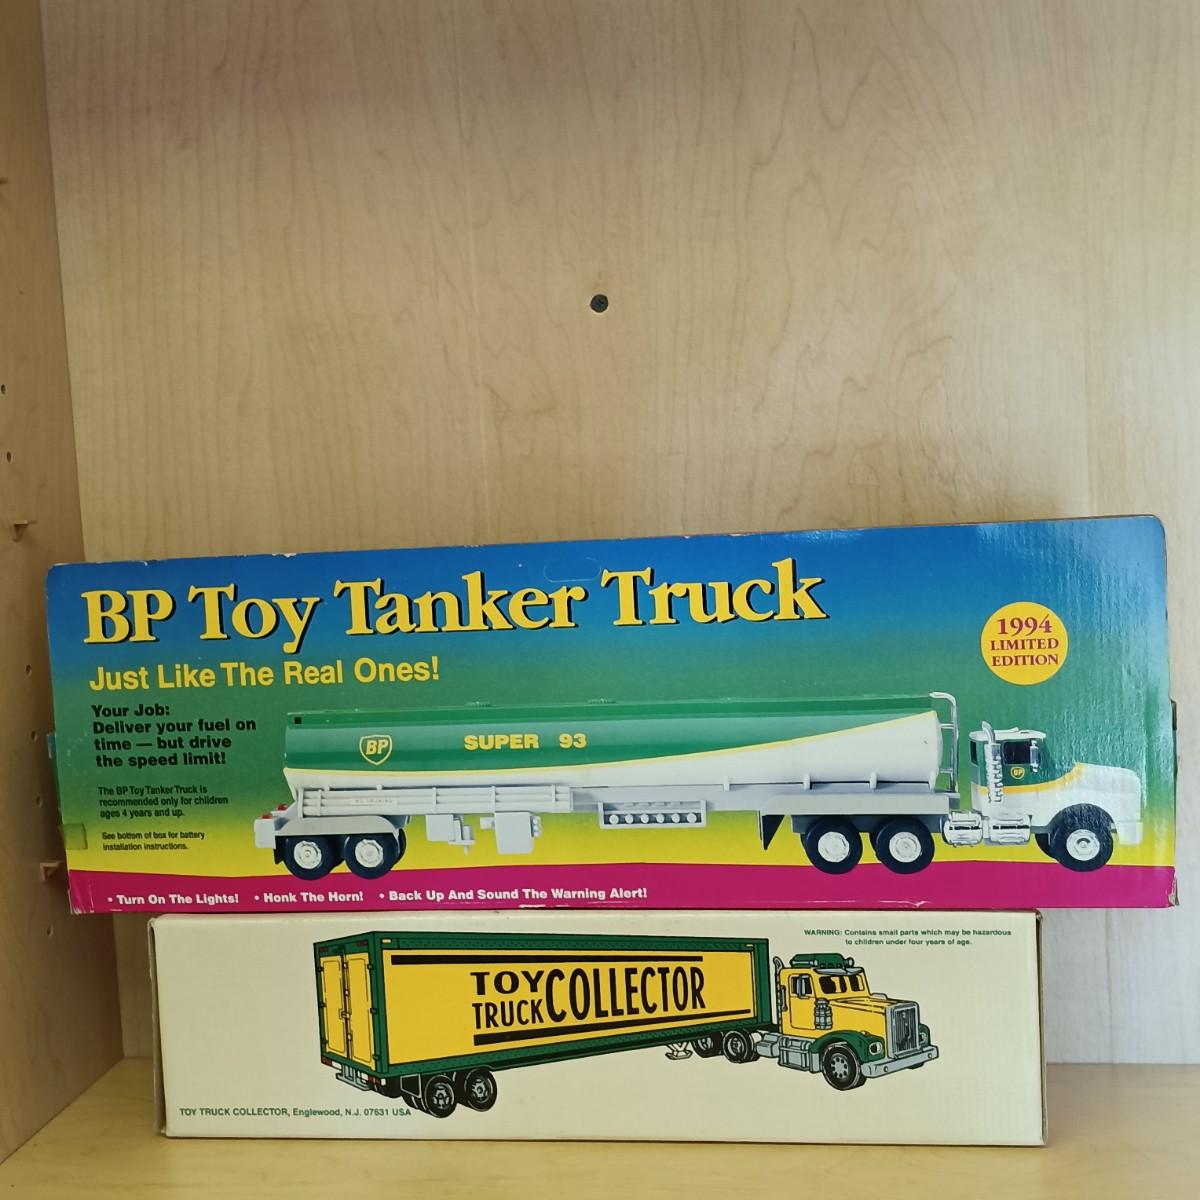 BP Toy Tanker Truck
Just Like The Real Ones!
1994
LIMITED
EDITION
Your Job:
Deliver your fuel on
time — but drive
the speed limit!
The BP Toy Tanker Truck is
recommended only for children
ages 4 years and up.
See bottom of box for battery
installation instructions.
BP
SUPER 93
BP
NO SMOKING
• Turn On The Lights! • Honk The Horn! • Back Up And Sound The Warning Alert!
WARNING: Contains small parts which may be hazardous
to children under four years of age.
TOY
TRUCK COLLECTOR
TOY TRUCK COLLECTOR, Englewood, N.J. 07631 USA